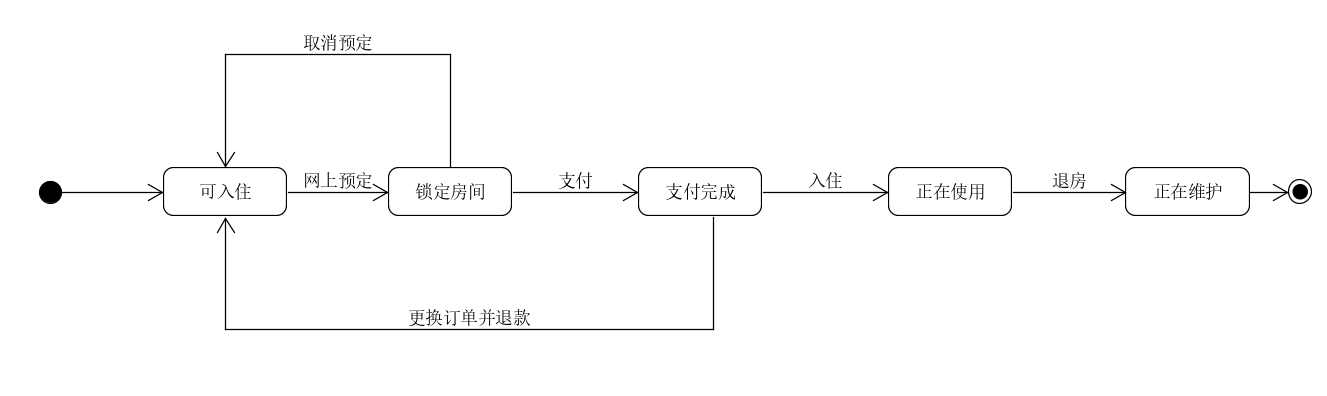 取消预定
可入住
网上预定
锁定房间
支付
支付完成
入住
正在使用
退房
正在维护
更换订单并退款